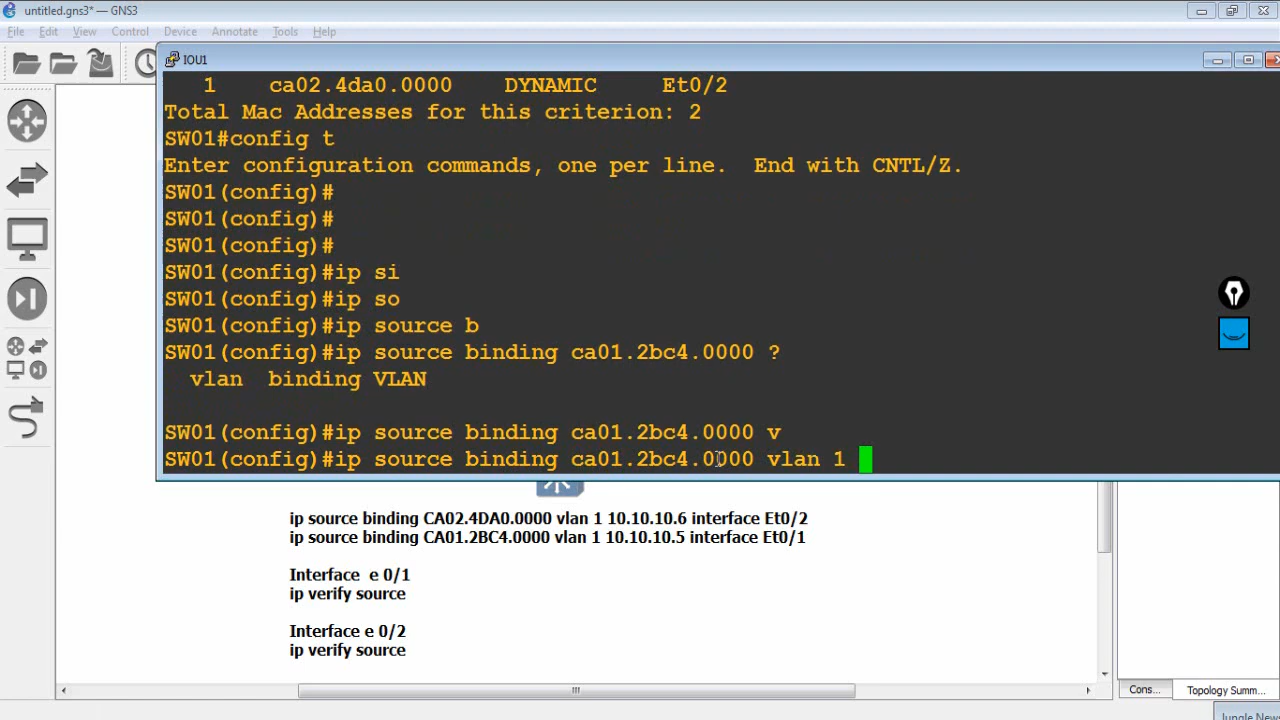 untitled.gns3* — GNS3
File Edit View Control Device Annotate Tools Help
IOU1
1 ca02.4da0.0000 DYNAMIC Et0/2
Total Mac Addresses for this criterion: 2
SW01#config t
Enter configuration commands, one per line. End with CNTL/Z.
SW01(config)#
SW01(config)#
SW01(config)#
SW01(config)#ip si
SW01(config)#ip so
SW01(config)#ip source b
SW01(config)#ip source binding ca01.2bc4.0000 ?
vlan binding VLAN
SW01(config)#ip source binding ca01.2bc4.0000 v
SW01(config)#ip source binding ca01.2bc4.0000 vlan 1
ip source binding CA02.4DA0.0000 vlan 1 10.10.10.6 interface Et0/2
ip source binding CA01.2BC4.0000 vlan 1 10.10.10.5 interface Et0/1
Interface e 0/1
ip verify source
Interface e 0/2
ip verify source
Cons... Topology Summ...
Jungle New